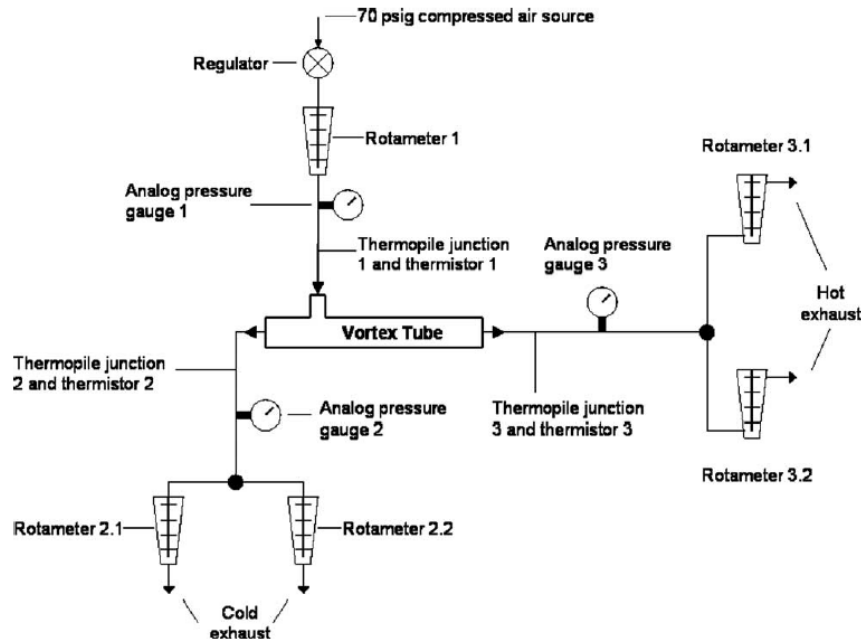 70 psig compressed air source
Regulator
Rotameter 1
Rotameter 3.1
Analog pressure
gauge 1
Thermopile junction
1 and thermistor 1
Analog pressure
gauge 3
Hot
exhaust
Vortex Tube
Thermopile junction
2 and thermistor 2
Analog pressure
gauge 2
Thermopile junction
3 and thermistor 3
Rotameter 3.2
Rotameter 2.1
Rotameter 2.2
Cold
exhaust